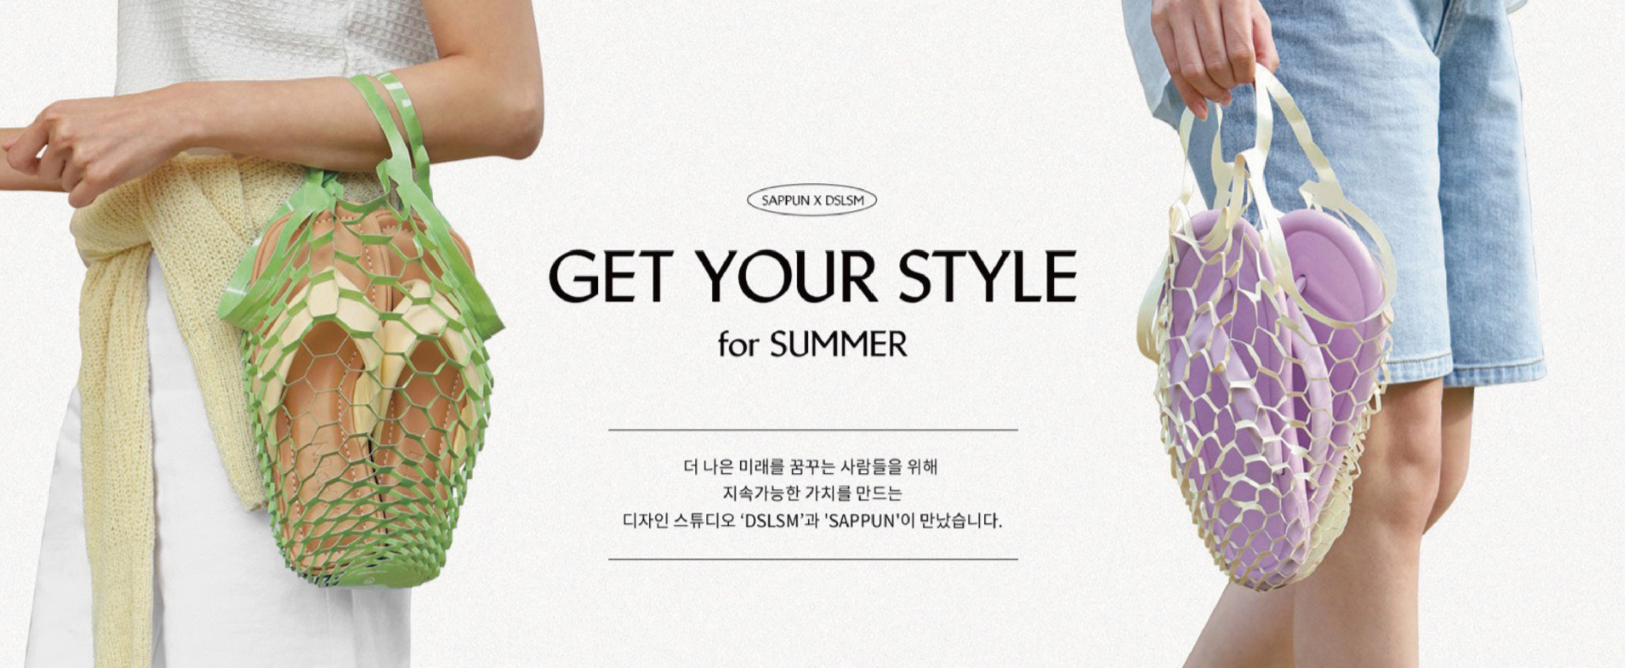 SAPPUN X DSLSM
GET YOUR STYLE
for SUMMER
더 나은 미래를 꿈꾸는 사람들을 위해
지속가능한 가치를 만드는
디자인 스튜디오 ‘DSLSM’과 'SAPPUN'이 만났습니다.